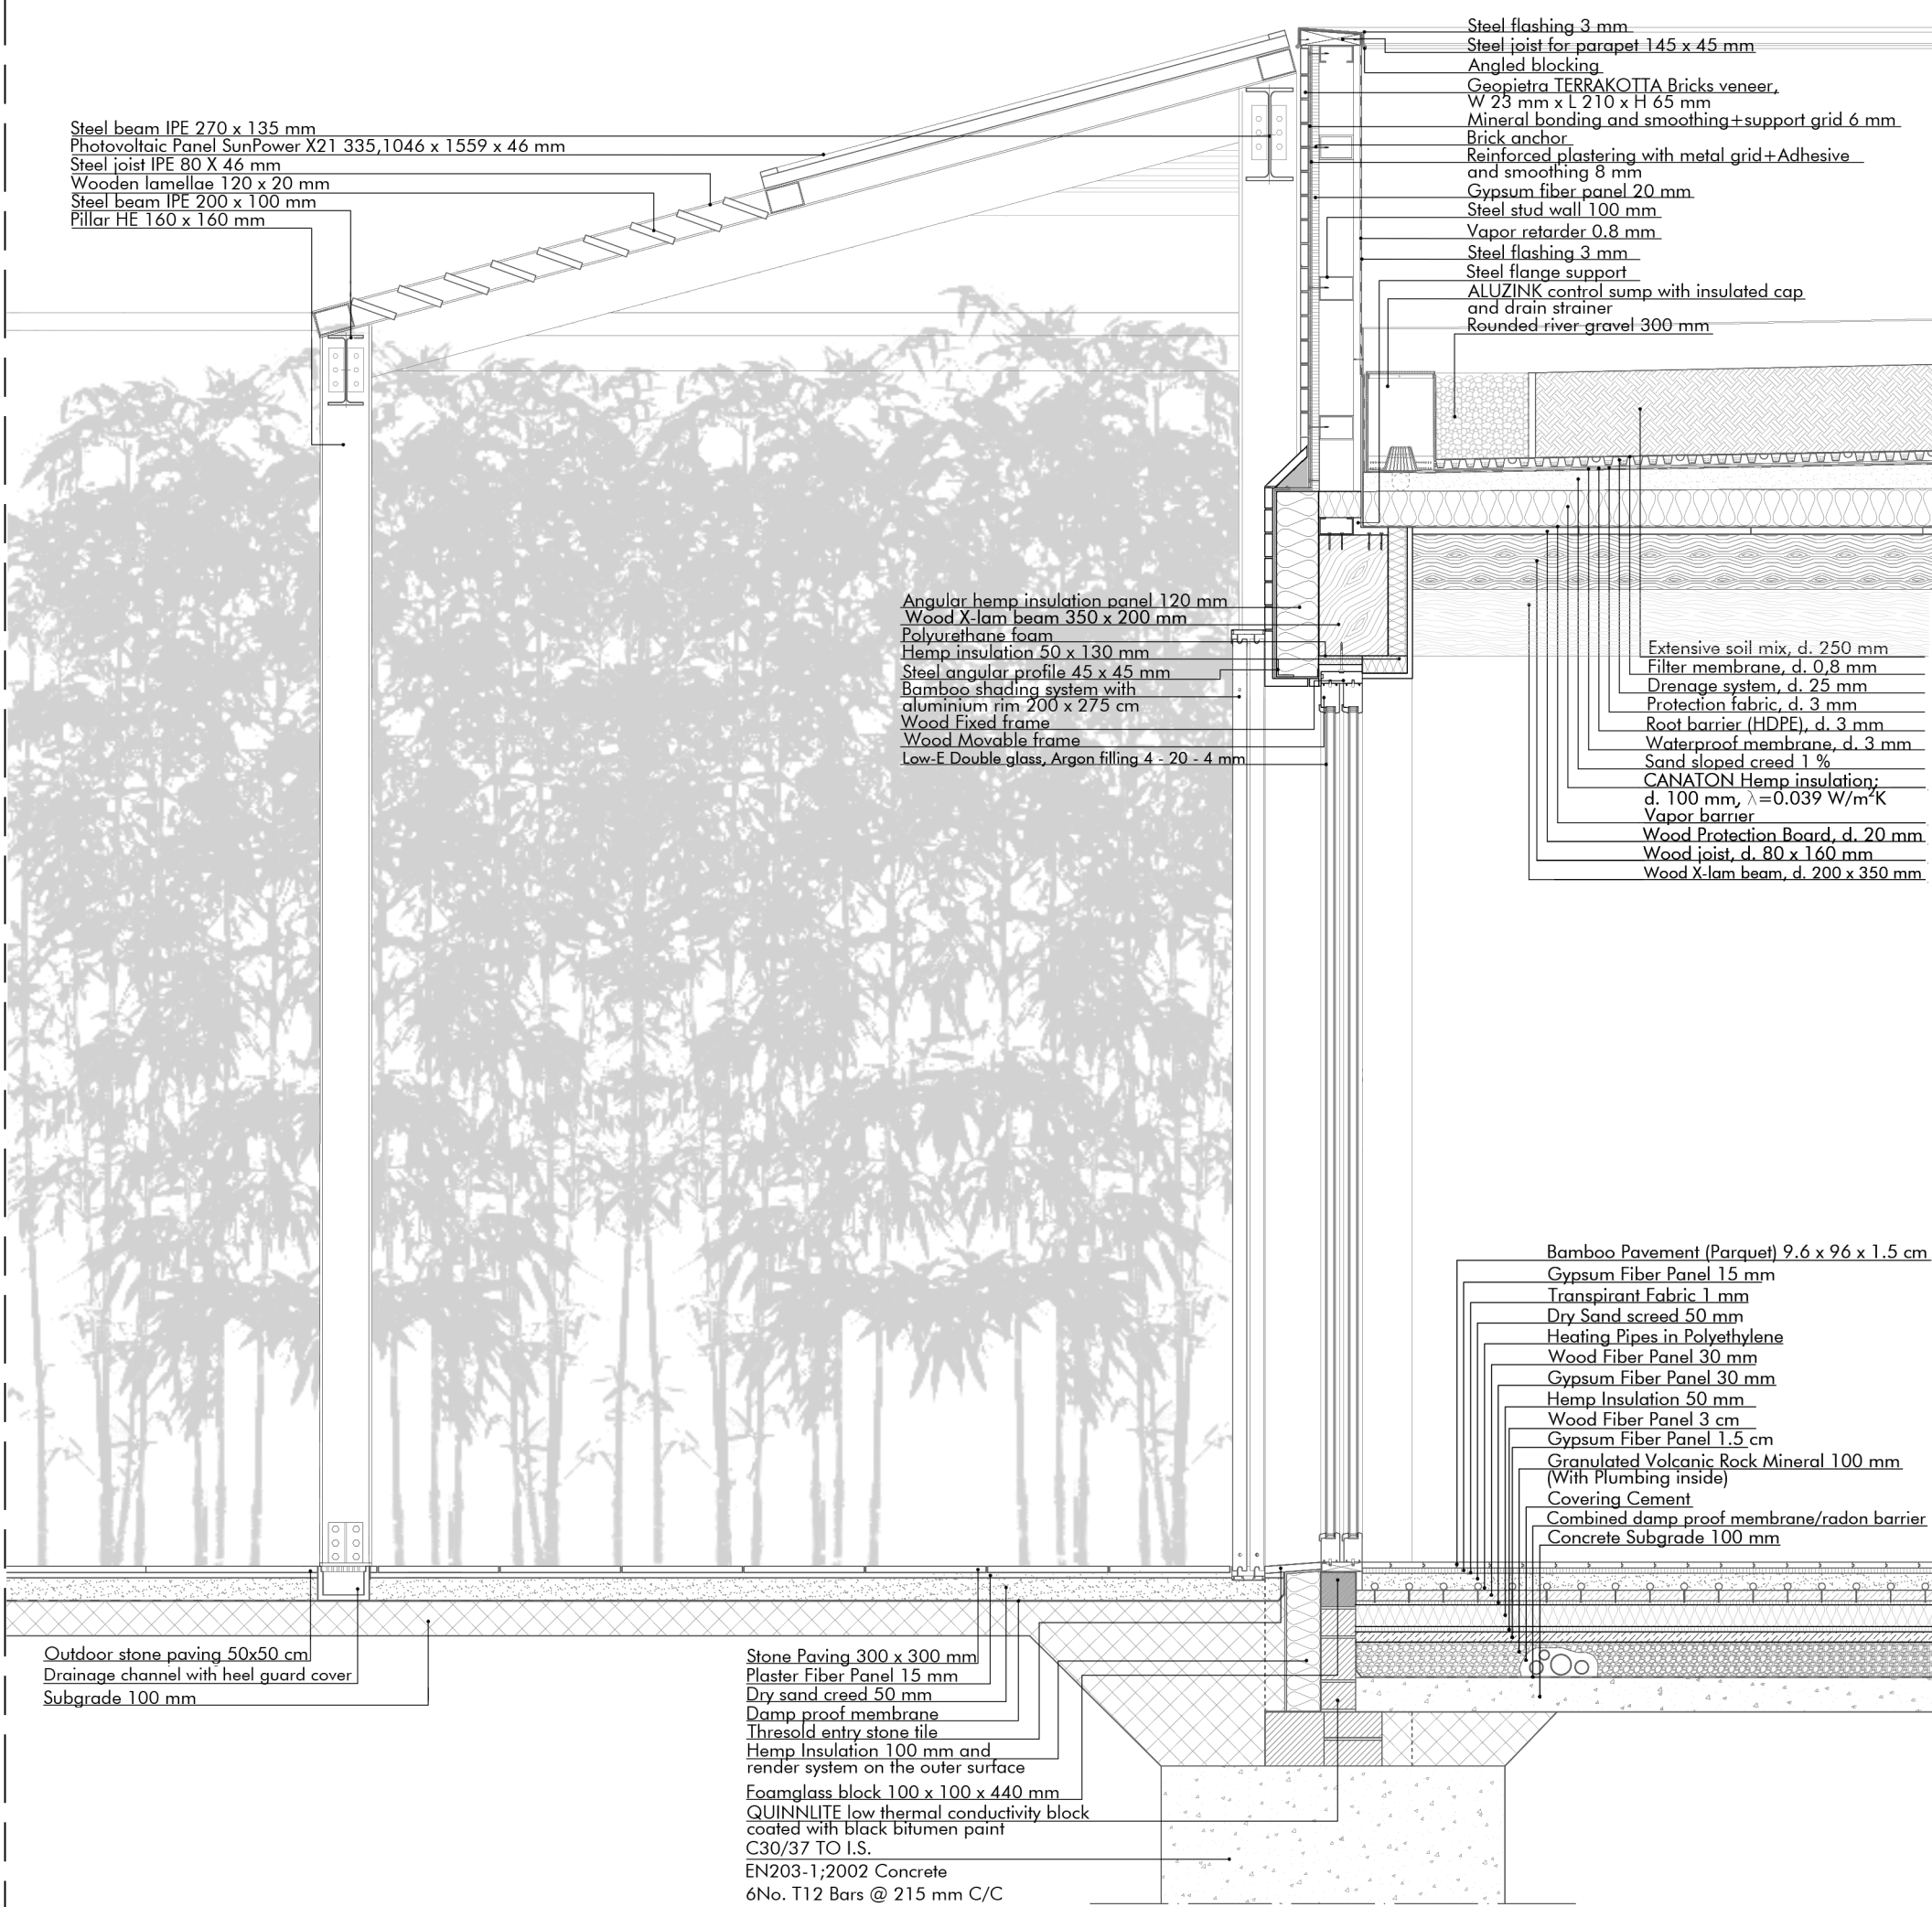 Steel beam IPE 270 x 135 mm
Photovoltaic Panel SunPower X21 335,1046 x 1559 x 46 mm
Steel joist IPE 80 X 46 mm
Wooden lamellae 120 x 20 mm
Steel beam IPE 200 x 100 mm
Pillar HE 160 x 160 mm
Steel flashing 3 mm
Steel joist for parapet 145 x 45 mm
Angled blocking
Geopietra TERRAKOTTA Bricks veneer,
W 23 mm x L 210 x H 65 mm
Mineral bonding and smoothing+support grid 6 mm
Brick anchor
Reinforced plastering with metal grid+Adhesive
and smoothing 8 mm
Gypsum fiber panel 20 mm
Steel stud wall 100 mm
Vapor retarder 0.8 mm
Steel flashing 3 mm
Steel flange support
ALUZINK control sump with insulated cap
and drain strainer
Rounded river gravel 300 mm
Angular hemp insulation panel 120 mm
Wood X-lam beam 350 x 200 mm
Polyurethane foam
Hemp insulation 50 x 130 mm
Steel angular profile 45 x 45 mm
Bamboo shading system with
aluminium rim 200 x 275 cm
Wood Fixed frame
Wood Movable frame
Low-E Double glass, Argon filling 4 - 20 - 4 mm
Extensive soil mix, d. 250 mm
Filter membrane, d. 0,8 mm
Drenage system, d. 25 mm
Protection fabric, d. 3 mm
Root barrier (HDPE), d. 3 mm
Waterproof membrane, d. 3 mm
Sand sloped creed 1 %
CANATON Hemp insulation;
d. 100 mm, λ=0.039 W/m²K
Vapor barrier
Wood Protection Board, d. 20 mm
Wood joist, d. 80 x 160 mm
Wood X-lam beam, d. 200 x 350 mm
Bamboo Pavement (Parquet) 9.6 x 96 x 1.5 cm
Gypsum Fiber Panel 15 mm
Transpirant Fabric 1 mm
Dry Sand screed 50 mm
Heating Pipes in Polyethylene
Wood Fiber Panel 30 mm
Gypsum Fiber Panel 30 mm
Hemp Insulation 50 mm
Wood Fiber Panel 3 cm
Gypsum Fiber Panel 1.5 cm
Granulated Volcanic Rock Mineral 100 mm
(With Plumbing inside)
Covering Cement
Combined damp proof membrane/radon barrier
Concrete Subgrade 100 mm
Outdoor stone paving 50x50 cm
Drainage channel with heel guard cover
Subgrade 100 mm
Stone Paving 300 x 300 mm
Plaster Fiber Panel 15 mm
Dry sand creed 50 mm
Damp proof membrane
Thresold entry stone tile
Hemp Insulation 100 mm and
render system on the outer surface
Foamglass block 100 x 100 x 440 mm
QUINNLITE low thermal conductivity block
coated with black bitumen paint
C30/37 TO I.S.
EN203-1;2002 Concrete
6No. T12 Bars @ 215 mm C/C